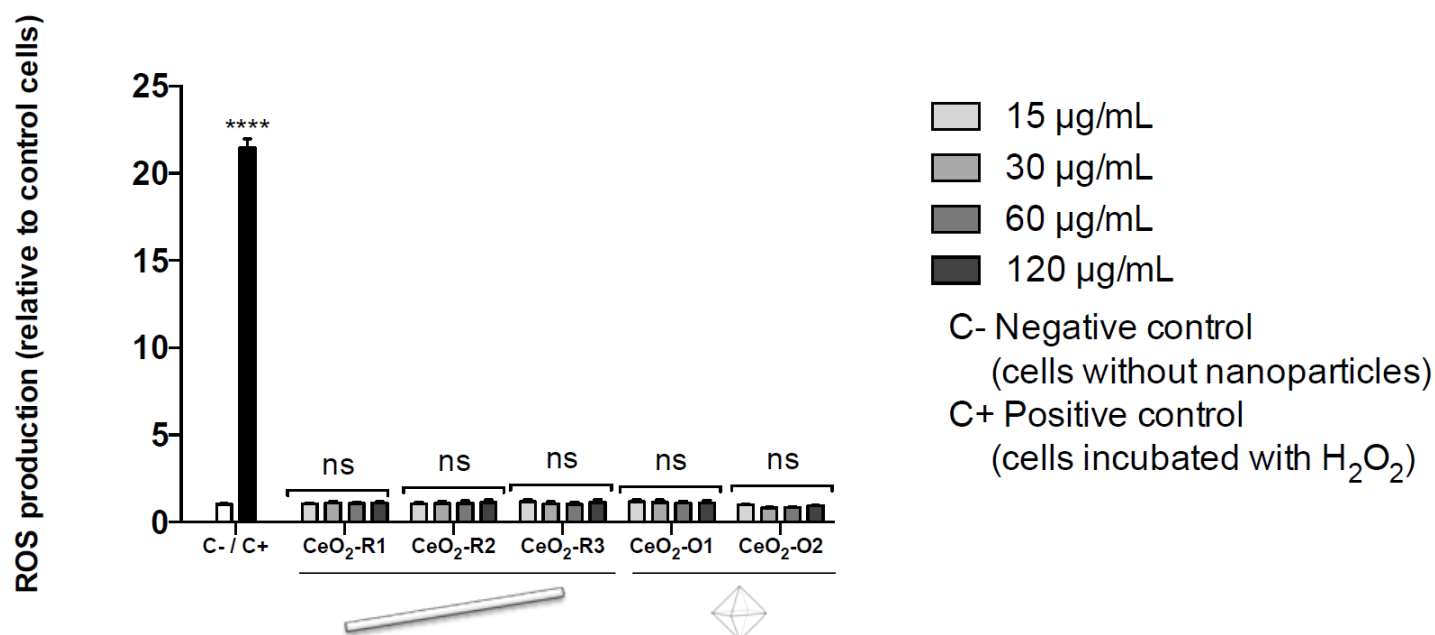 ROS production (relative to control cells)
25
20
15
10
5
0
****
ns
ns
ns
ns
ns
C- / C+
CeO₂-R1
CeO₂-R2
CeO₂-R3
CeO₂-O1
CeO₂-O2
15 µg/mL
30 µg/mL
60 µg/mL
120 µg/mL
C- Negative control
(cells without nanoparticles)
C+ Positive control
(cells incubated with H₂O₂)